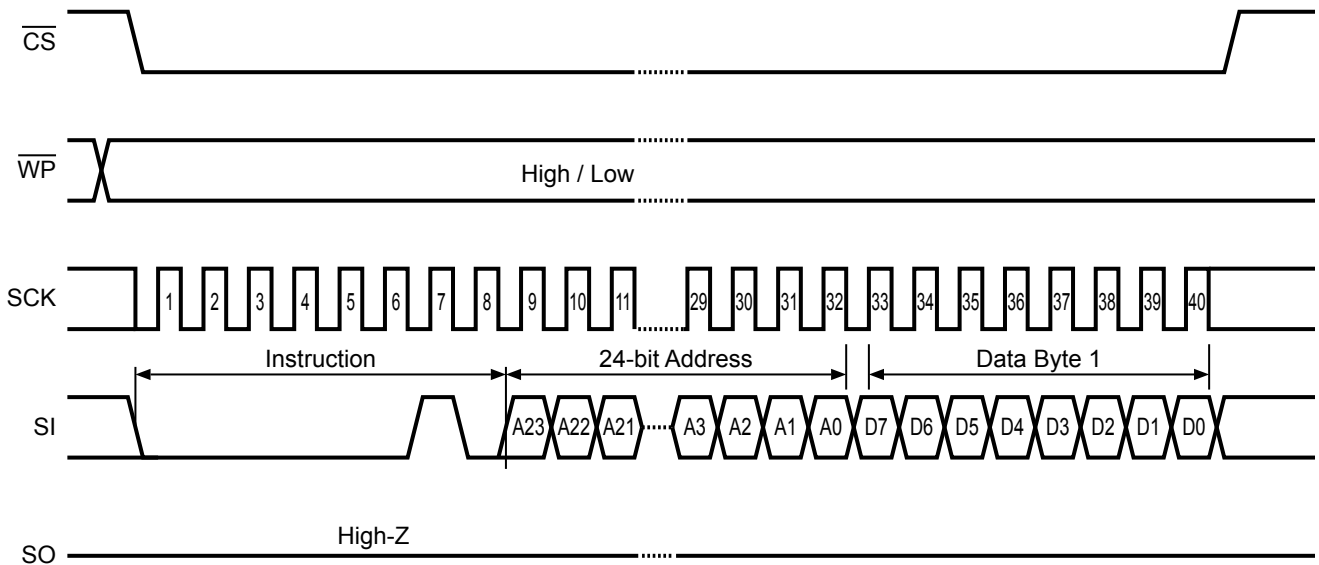 C̅S̅
W̅P̅
High / Low
SCK
1 2 3 4 5 6 7 8 9 10 11 29 30 31 32 33 34 35 36 37 38 39 40
Instruction 24-bit Address Data Byte 1
SI
A23 A22 A21 A3 A2 A1 A0 D7 D6 D5 D4 D3 D2 D1 D0
High-Z
SO